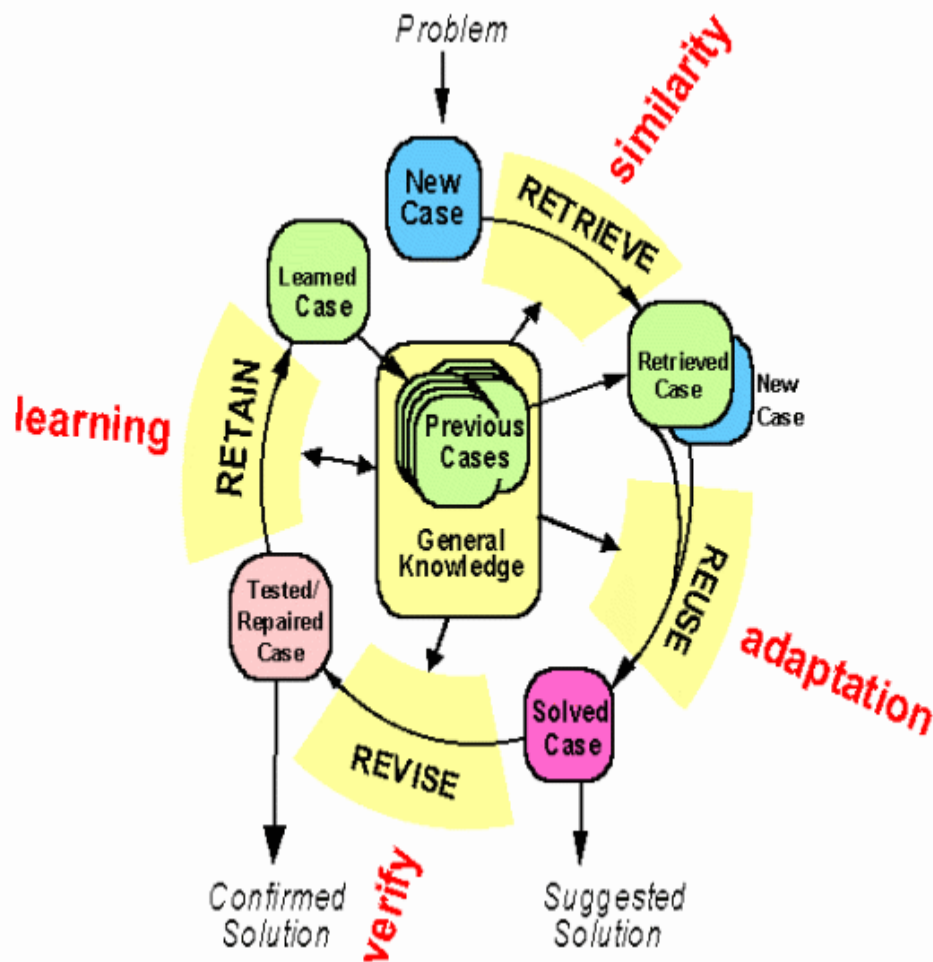 Problem
similarity
New
Case
RETRIEVE
Learned
Case
Retrieved
Case
New
Case
RETAIN
learning
Previous
Cases
General
Knowledge
REUSE
adaptation
Tested/
Repaired
Case
Solved
Case
REVISE
verify
Confirmed
Solution
Suggested
Solution